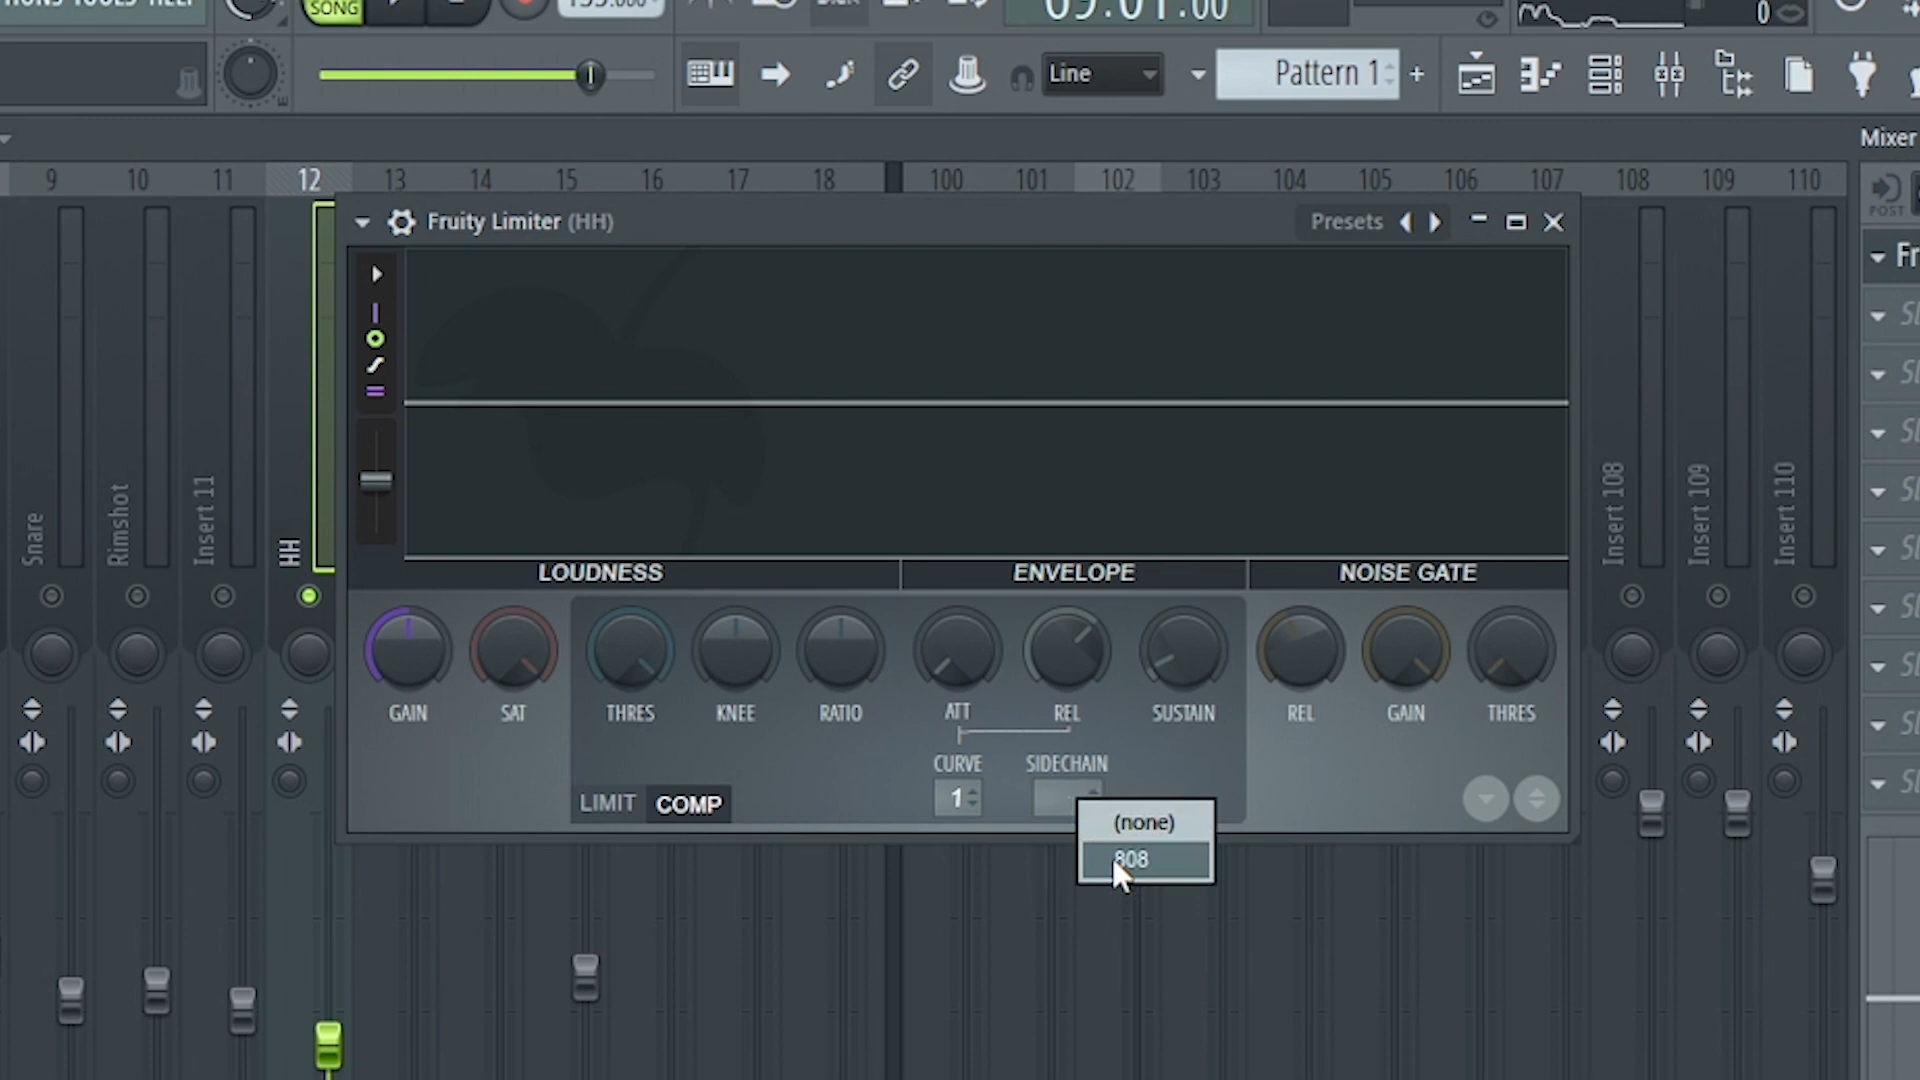 SONG
Line
Pattern 1
+
0
Mixer
9 10 11 12 13 14 15 16 17 18 100 101 102 103 104 105 106 107 108 109 110
POST
Fruity Limiter (HH)
Presets
Snare
Rimshot
Insert 11
HH
Insert 108
Insert 109
Insert 110
LOUDNESS
ENVELOPE
NOISE GATE
GAIN
SAT
THRES
KNEE
RATIO
ATT
REL
SUSTAIN
REL
GAIN
THRES
CURVE
SIDECHAIN
1
LIMIT
COMP
(none)
808